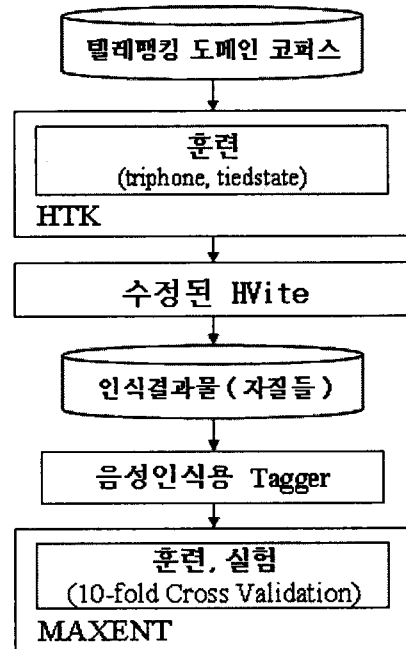 텔레뱅킹 도메인 코퍼스
훈련
(triphone, tiedstate)
HTK
수정된 HVite
인식결과물 ( 자질들 )
음성인식용 Tagger
훈련, 실험
(10-fold Cross Validation)
MAXENT